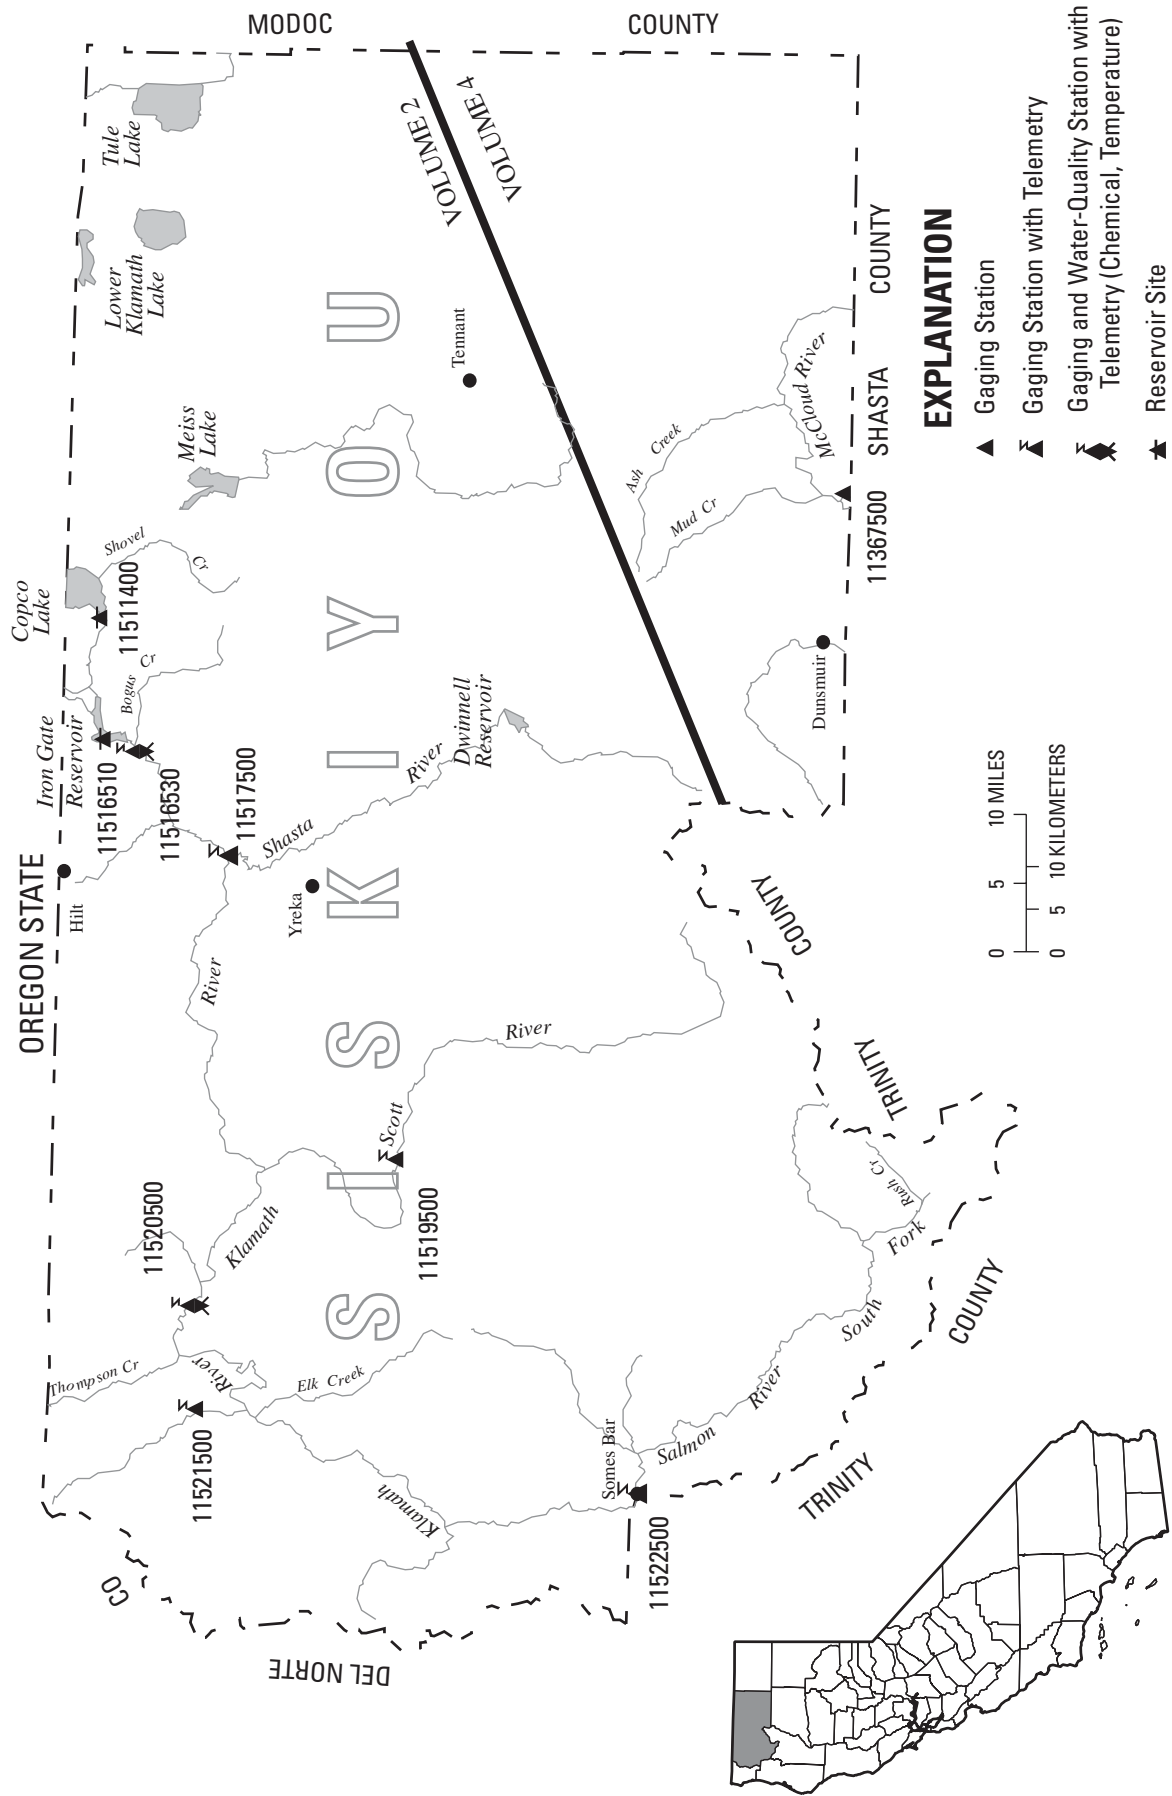 OREGON STATE
MODOC
COUNTY
Hilt
Iron Gate
Reservoir
Copco
Lake
Shovel
Cr
Bogus Cr
11511400
11516510
11516530
11517500
Meiss
Lake
Lower
Klamath
Lake
Tule
Lake
VOLUME 2
VOLUME 4
Tennant
Dwinnell
Reservoir
Shasta
River
Yreka
SISKIYOU
River
Klamath
Scott
River
11519500
11520500
Thompson Cr
River
Elk Creek
11521500
Klamath
Somes Bar
11522500
Salmon
River
South
Fork
Rush Cr
Ash Creek
Mud Cr
McCloud River
11367500
Dunsmuir
SHASTA
COUNTY
COUNTY
TRINITY
COUNTY
TRINITY
DEL NORTE
CO
0 5 10 MILES
0 5 10 KILOMETERS
EXPLANATION
Gaging Station
Gaging Station with Telemetry
Gaging and Water-Quality Station with
Telemetry (Chemical, Temperature)
Reservoir Site